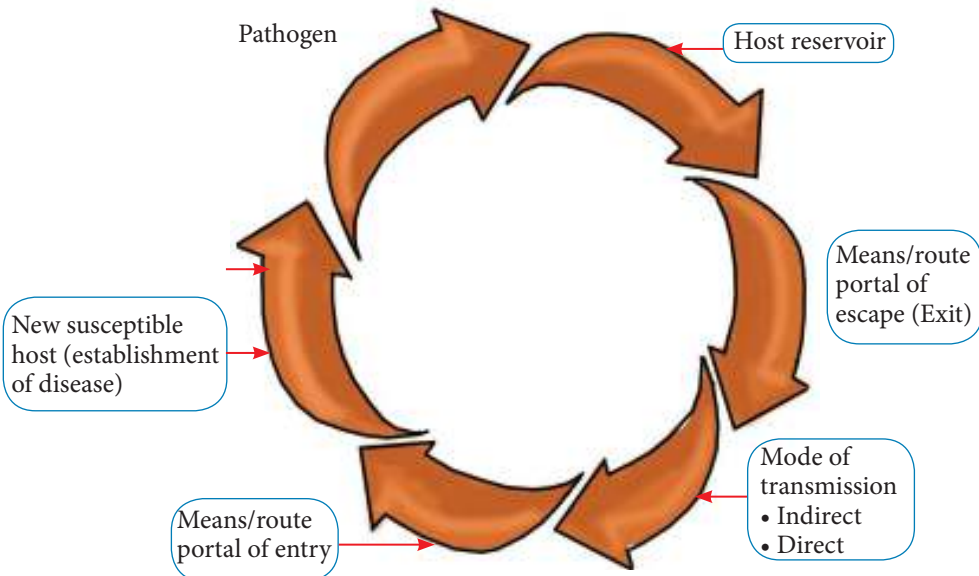 Pathogen
Host reservoir
Means/route
portal of
escape (Exit)
Mode of
transmission
• Indirect
• Direct
Means/route
portal of entry
New susceptible
host (establishment
of disease)